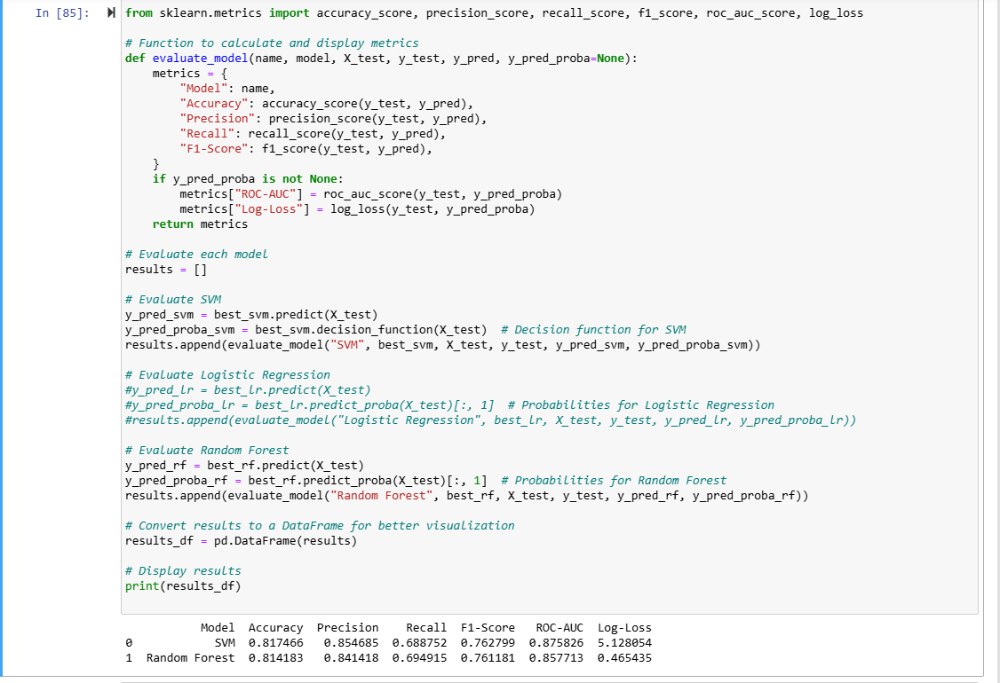 In [85]: from sklearn.metrics import accuracy_score, precision_score, recall_score, f1_score, roc_auc_score, log_loss

# Function to calculate and display metrics
def evaluate_model(name, model, X_test, y_test, y_pred, y_pred_proba=None):
    metrics = {
        "Model": name,
        "Accuracy": accuracy_score(y_test, y_pred),
        "Precision": precision_score(y_test, y_pred),
        "Recall": recall_score(y_test, y_pred),
        "F1-Score": f1_score(y_test, y_pred),
    }
    if y_pred_proba is not None:
        metrics["ROC-AUC"] = roc_auc_score(y_test, y_pred_proba)
        metrics["Log-Loss"] = log_loss(y_test, y_pred_proba)
    return metrics

# Evaluate each model
results = []

# Evaluate SVM
y_pred_svm = best_svm.predict(X_test)
y_pred_proba_svm = best_svm.decision_function(X_test)  # Decision function for SVM
results.append(evaluate_model("SVM", best_svm, X_test, y_test, y_pred_svm, y_pred_proba_svm))

# Evaluate Logistic Regression
#y_pred_lr = best_lr.predict(X_test)
#y_pred_proba_lr = best_lr.predict_proba(X_test)[:, 1]  # Probabilities for Logistic Regression
#results.append(evaluate_model("Logistic Regression", best_lr, X_test, y_test, y_pred_lr, y_pred_proba_lr))

# Evaluate Random Forest
y_pred_rf = best_rf.predict(X_test)
y_pred_proba_rf = best_rf.predict_proba(X_test)[:, 1]  # Probabilities for Random Forest
results.append(evaluate_model("Random Forest", best_rf, X_test, y_test, y_pred_rf, y_pred_proba_rf))

# Convert results to a DataFrame for better visualization
results_df = pd.DataFrame(results)

# Display results
print(results_df)

           Model  Accuracy  Precision    Recall  F1-Score   ROC-AUC  Log-Loss
0            SVM  0.817466   0.854685  0.688752  0.762799  0.875826  5.128054
1  Random Forest  0.814183   0.841418  0.694915  0.761181  0.857713  0.465435